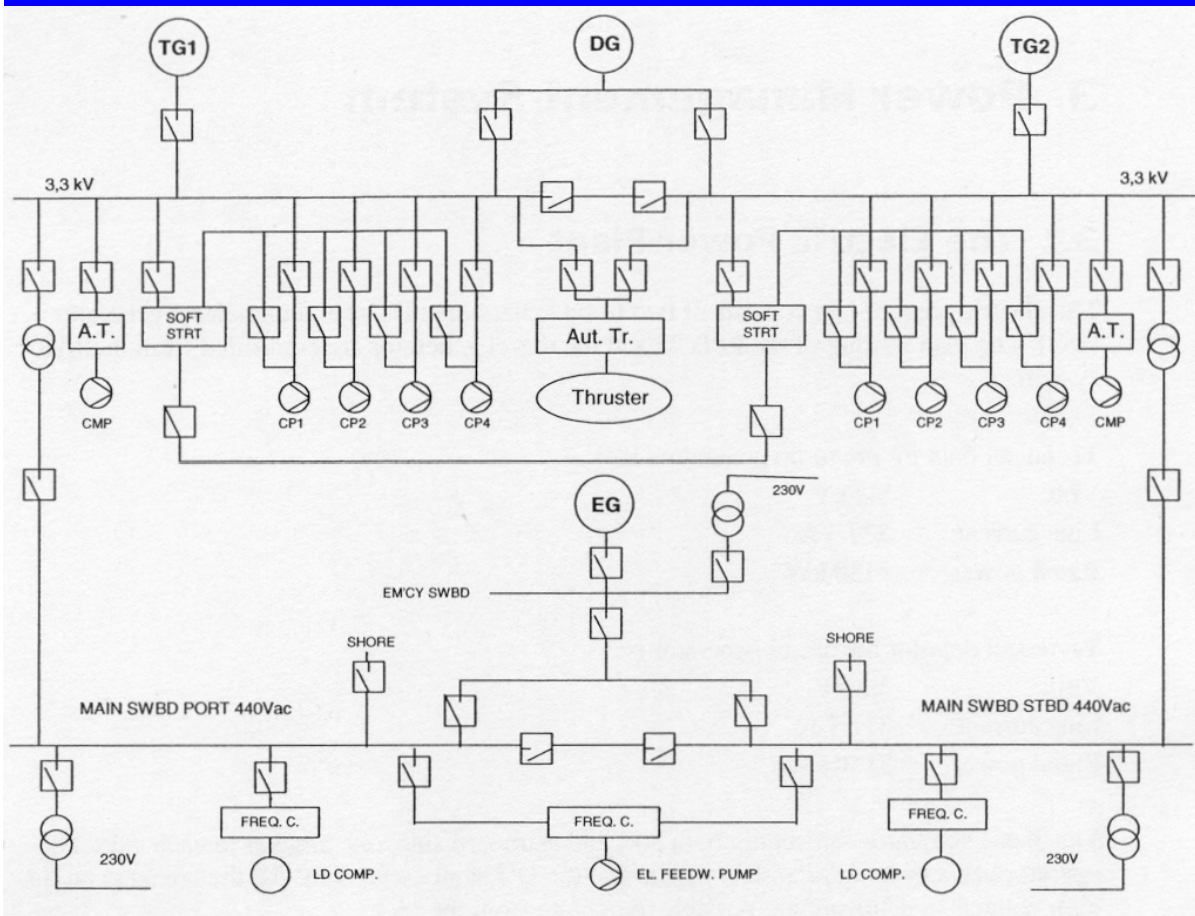 TG1
DG
TG2
3,3 kV
3,3 kV
A.T.
SOFT
STRT
Aut. Tr.
SOFT
STRT
A.T.
Thruster
CMP
CP1
CP2
CP3
CP4
CP1
CP2
CP3
CP4
CMP
EG
230V
EM'CY SWBD
SHORE
SHORE
MAIN SWBD PORT 440Vac
MAIN SWBD STBD 440Vac
FREQ. C.
FREQ. C.
FREQ. C.
230V
LD COMP.
EL. FEEDW. PUMP
LD COMP.
230V